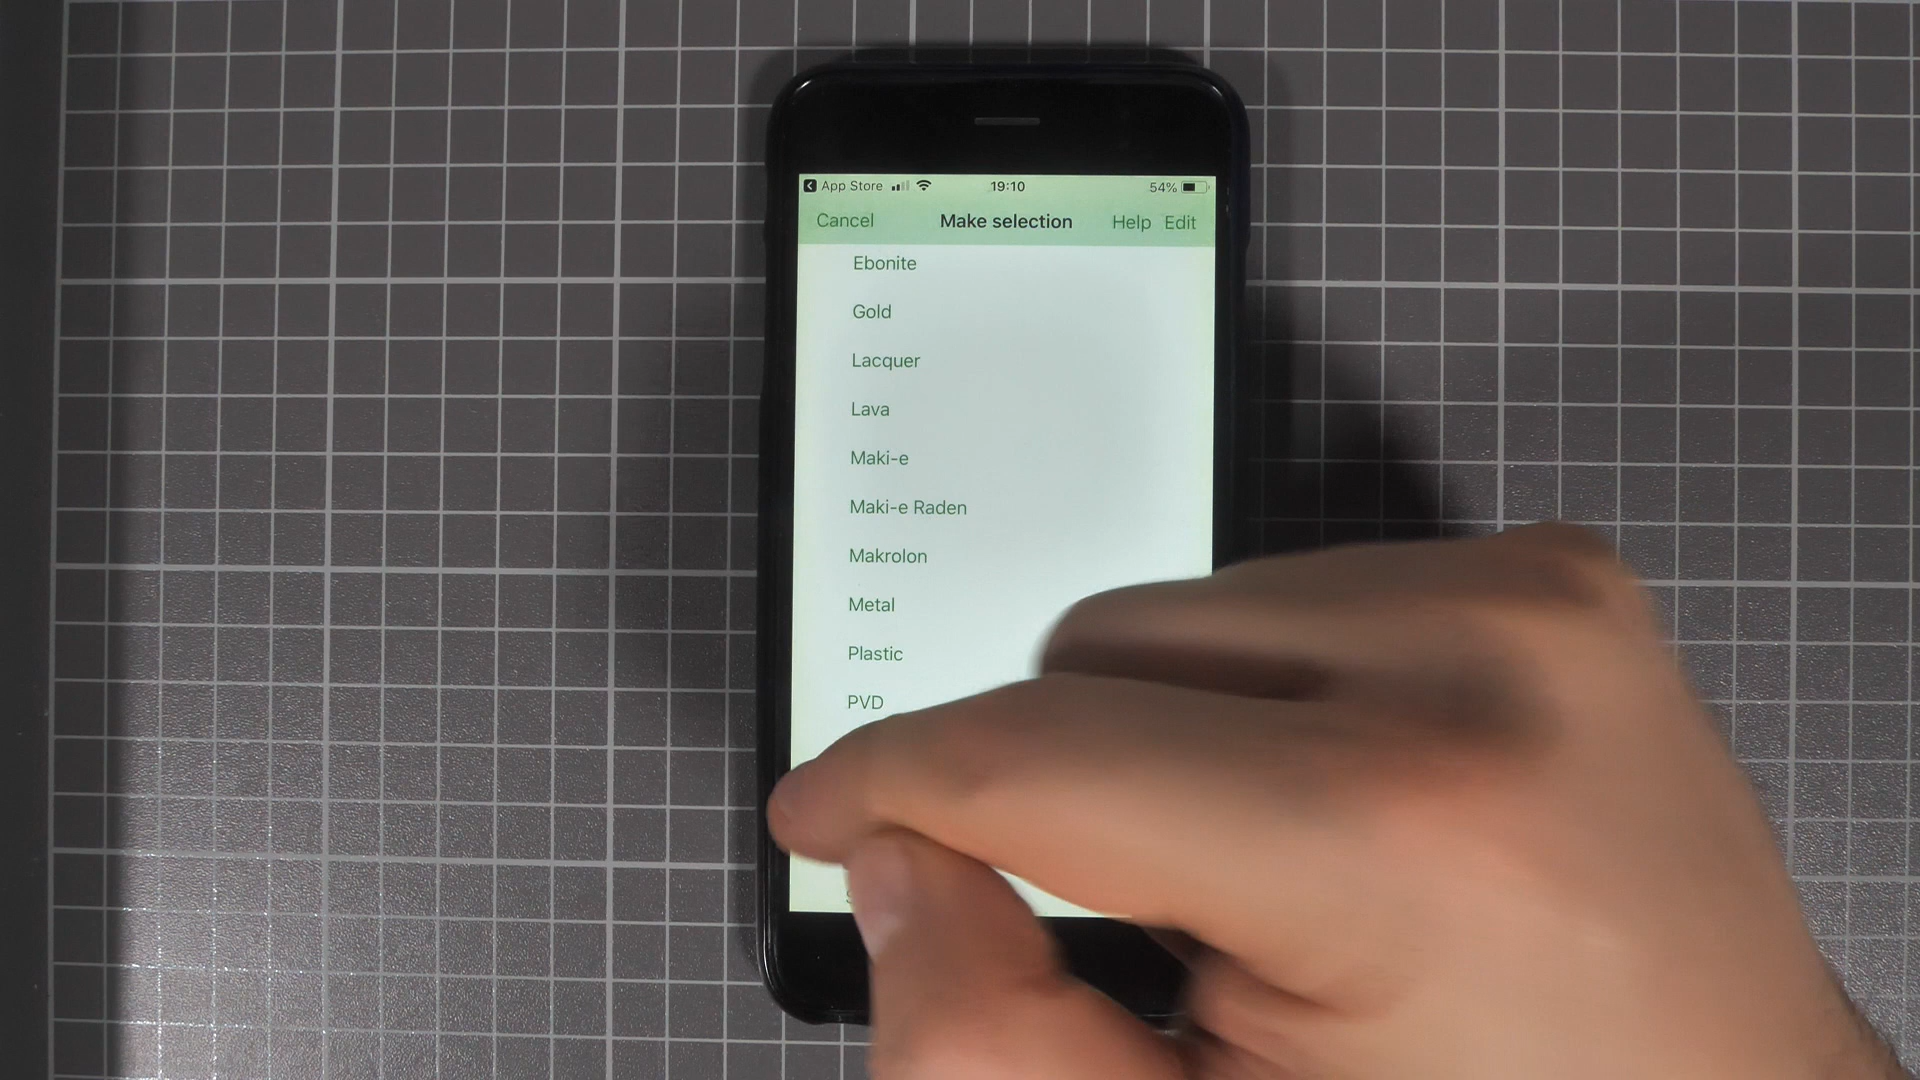 App Store 19:10 54%
Cancel Make selection Help Edit
Ebonite
Gold
Lacquer
Lava
Maki-e
Maki-e Raden
Makrolon
Metal
Plastic
PVD